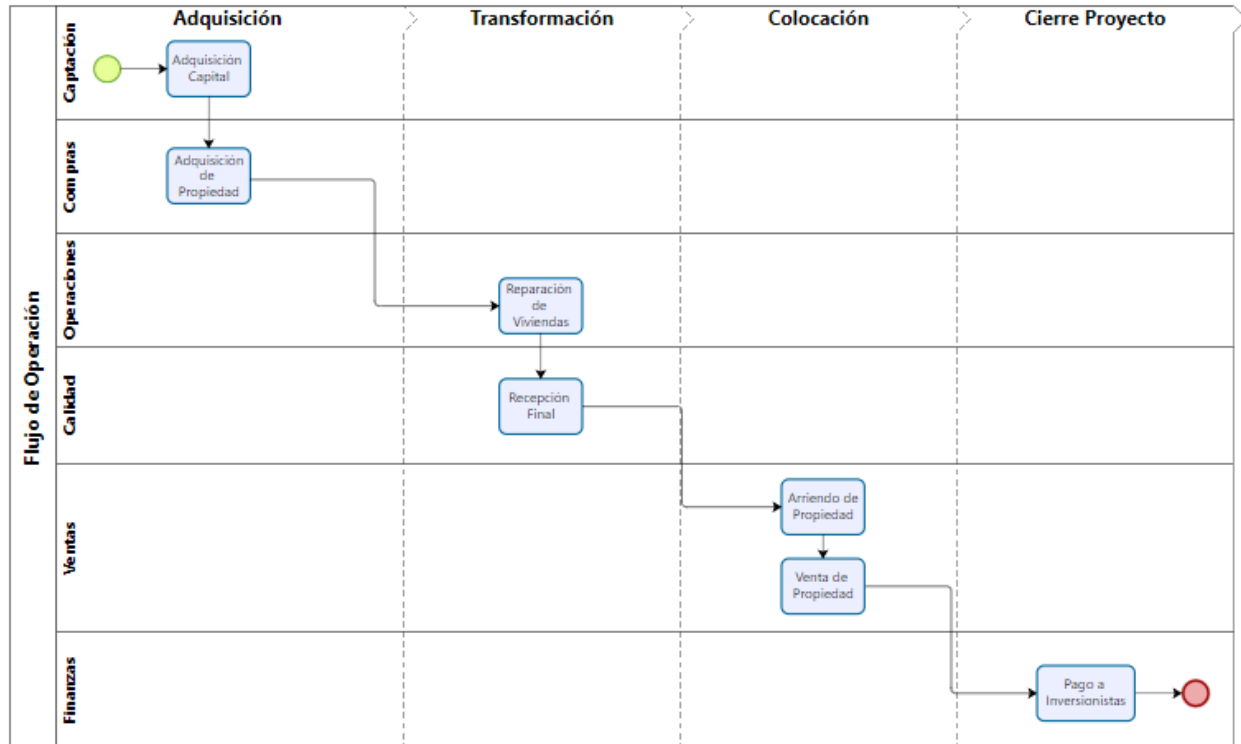 Adquisición
Transformación
Colocación
Cierre Proyecto
Flujo de Operación
Captación
Adquisición
Capital
Compras
Adquisición
de
Propiedad
Operaciones
Reparación
de
Viviendas
Calidad
Recepción
Final
Ventas
Arriendo de
Propiedad
Venta de
Propiedad
Finanzas
Pago a
Inversionistas